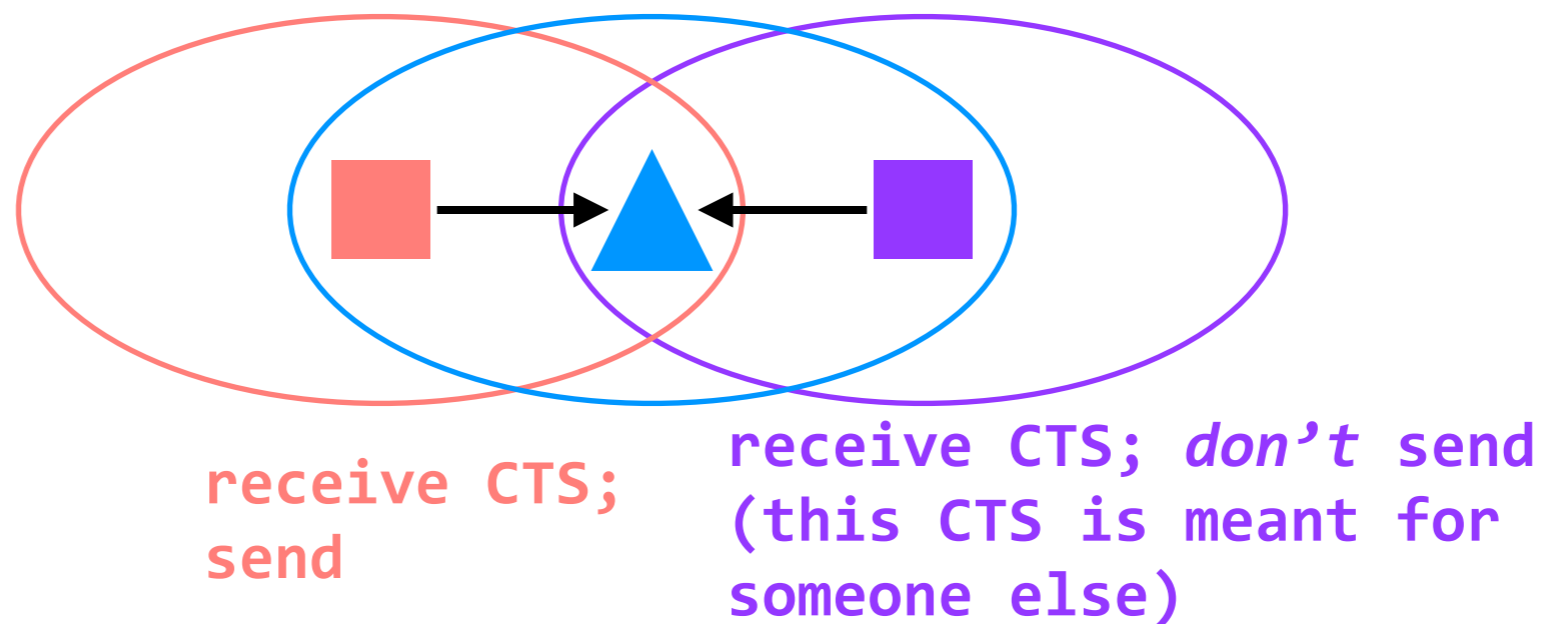 receive CTS;
send
receive CTS; don’t send
(this CTS is meant for
someone else)